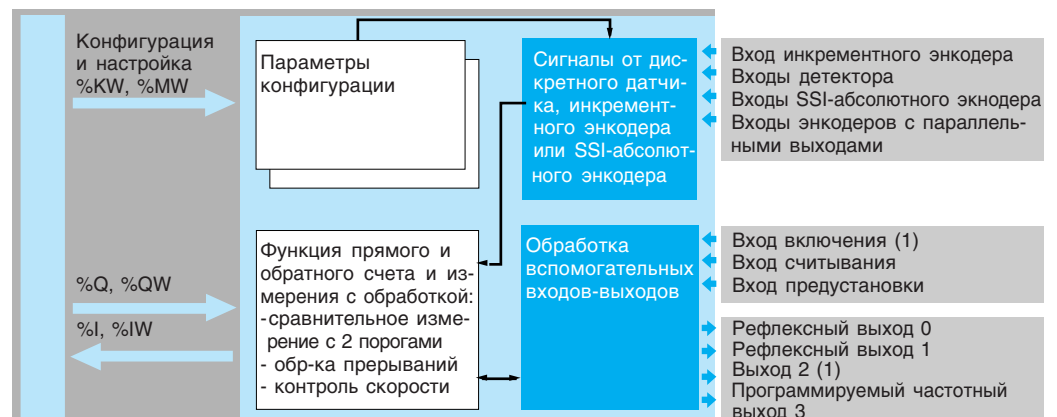 Конфигурация
и настройка
%KW, %MW
Параметры
конфигурации
Сигналы от дис-
кретного датчи-
ка, инкремент-
ного энкодера
или SSI-абсолют-
ного энкодера
Вход инкрементного энкодера
Входы детектора
Входы SSI-абсолютного экнодера
Входы энкодеров с параллель-
ными выходами
%Q, %QW
%I, %IW
Функция прямого и
обратного счета и из-
мерения с обработкой:
-сравнительное изме-
рение с 2 порогами
- обр-ка прерываний
- контроль скорости
Обработка
вспомогательных
входов-выходов
Вход включения (1)
Вход считывания
Вход предустановки
Рефлексный выход 0
Рефлексный выход 1
Выход 2 (1)
Программируемый частотный
выход 3